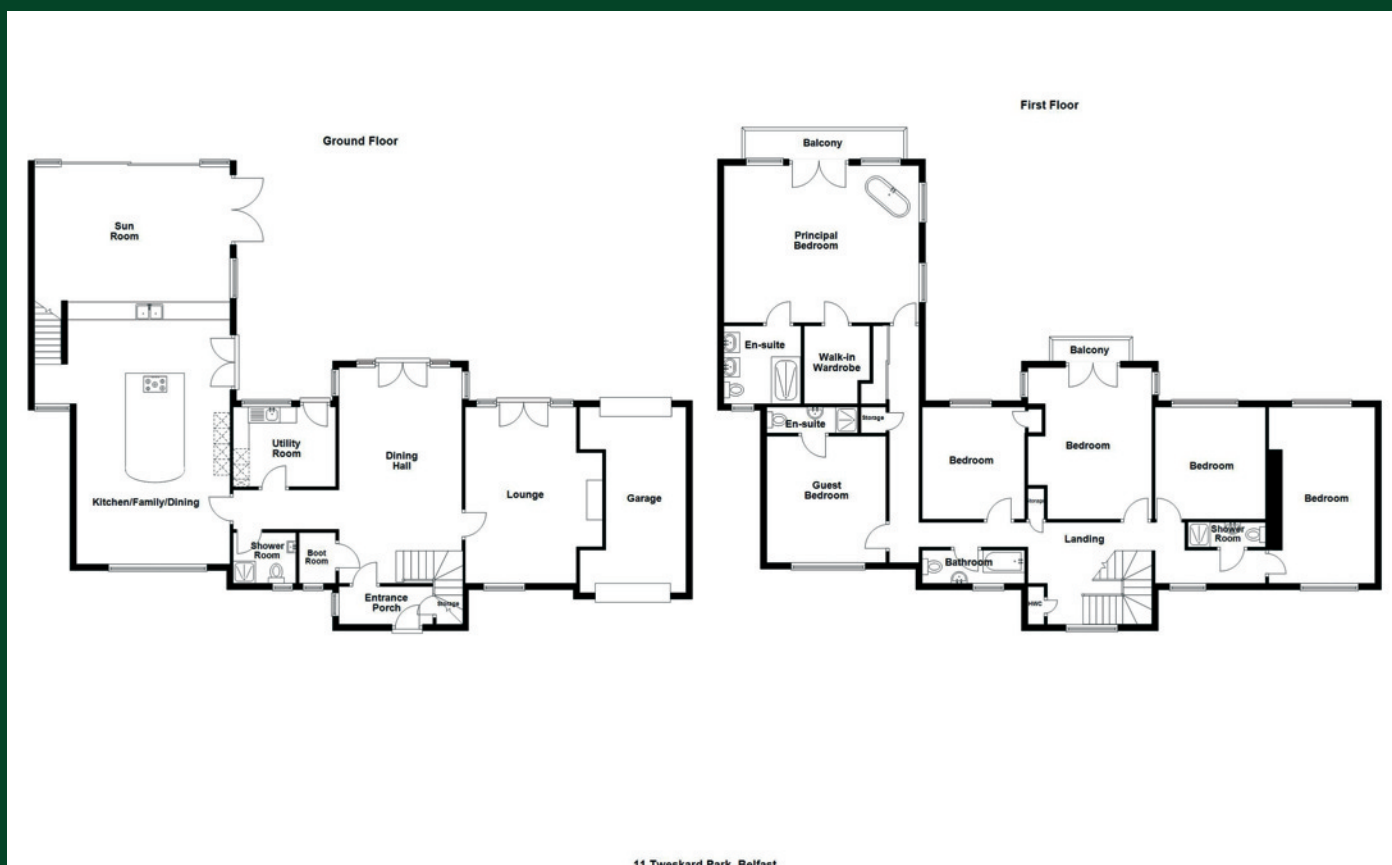 First Floor
Ground Floor
Balcony
Sun
Room
Principal
Bedroom
En-suite
Walk-in
Wardrobe
Balcony
Storage
En-suite
Utility
Room
Dining
Hall
Lounge
Garage
Kitchen/Family/Dining
Guest
Bedroom
Bedroom
Bedroom
Bedroom
Bedroom
Storage
Shower
Room
Landing
Shower
Room
Boot
Room
Bathroom
Entrance
Porch
Storage
HWC
11 Tweskard Park, Belfast